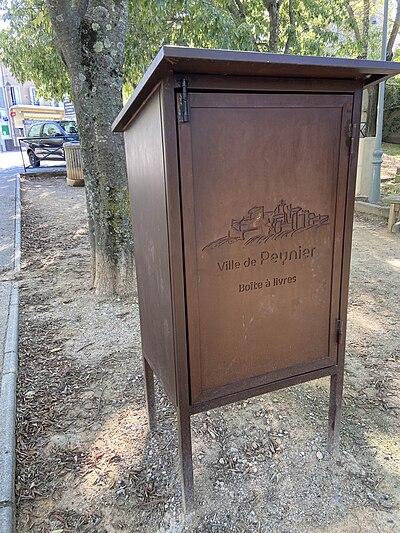 Ville de Peynier
Boîte à livres